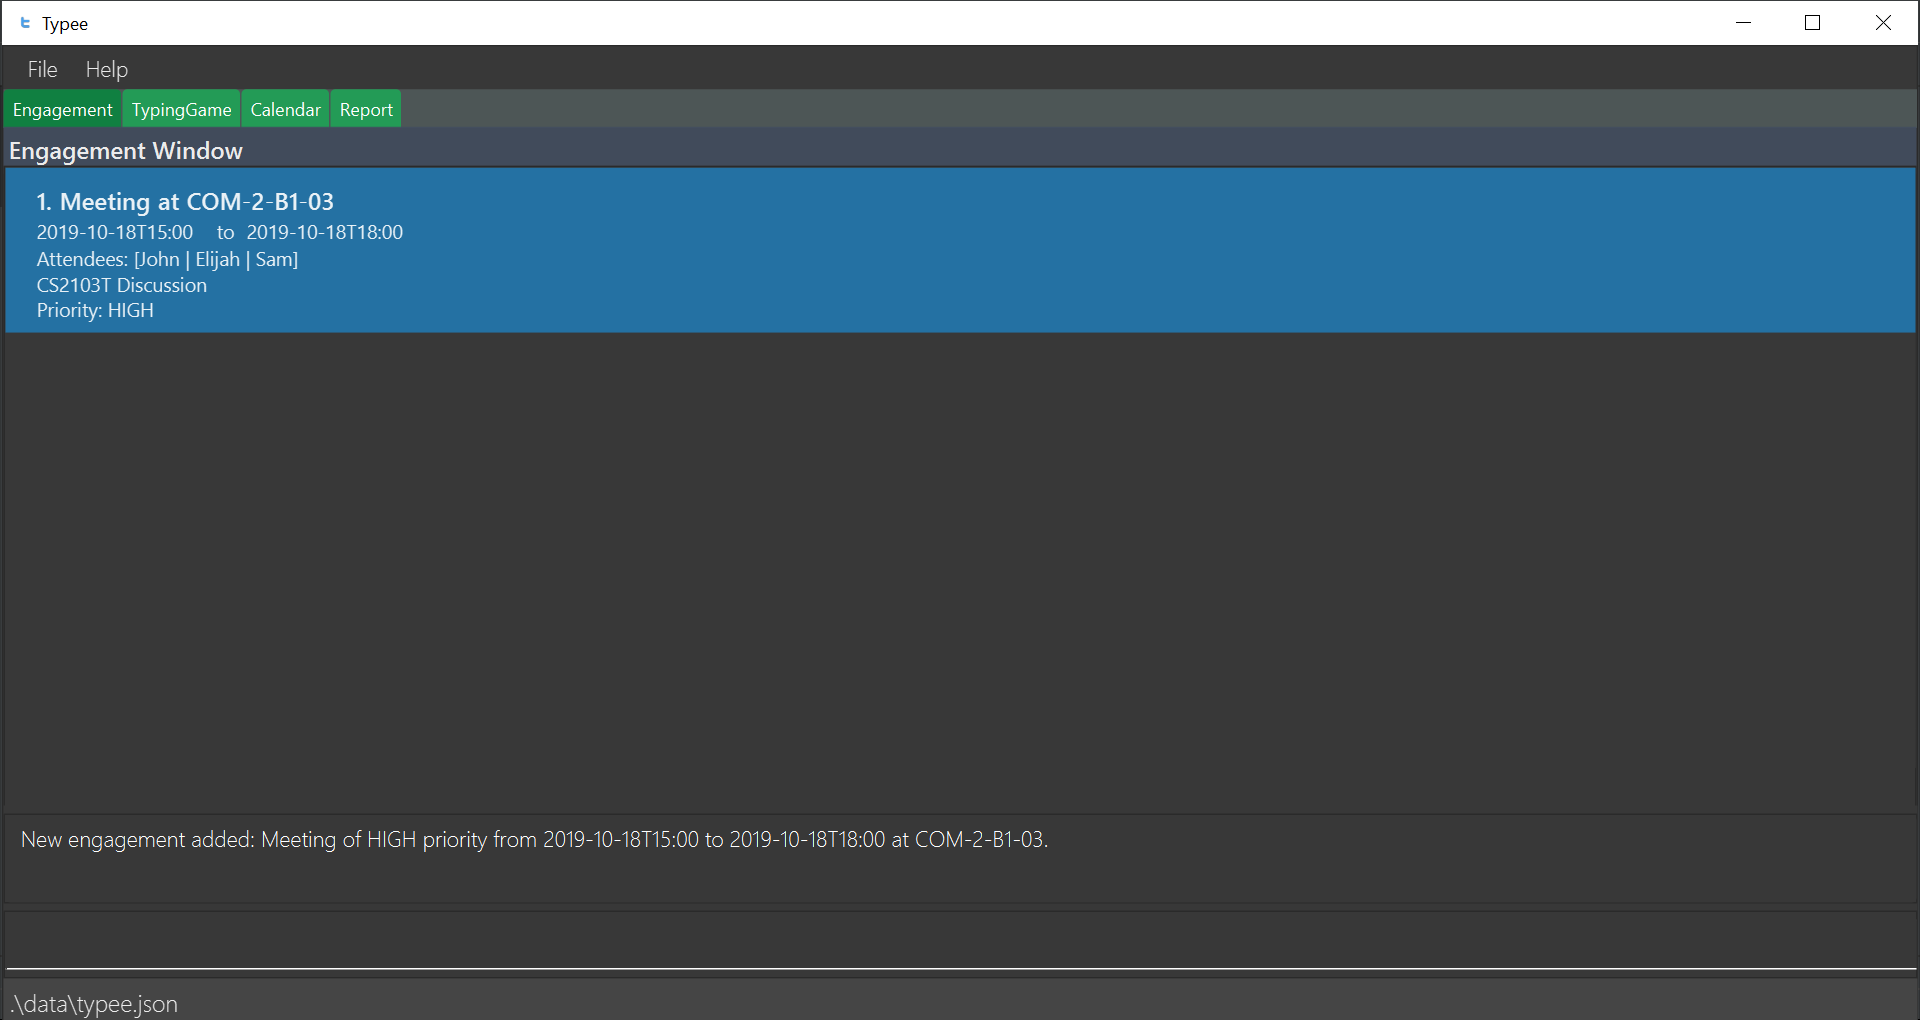 Typee
File Help
Engagement TypingGame Calendar Report
Engagement Window
1. Meeting at COM-2-B1-03
2019-10-18T15:00 to 2019-10-18T18:00
Attendees: [John | Elijah | Sam]
CS2103T Discussion
Priority: HIGH
New engagement added: Meeting of HIGH priority from 2019-10-18T15:00 to 2019-10-18T18:00 at COM-2-B1-03.
.\data\typee.json